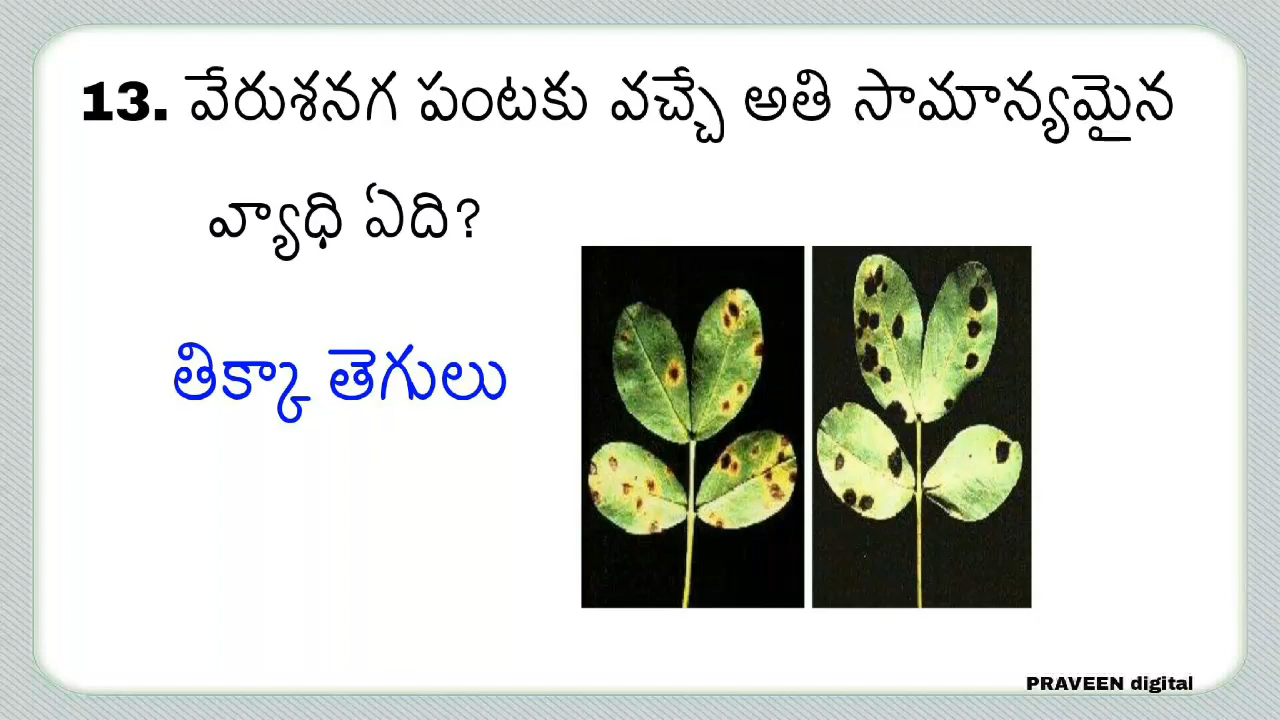 13. వేరుశనగ పంటకు వచ్చే అతి సామాన్యమైన
వ్యాధి ఏది?
తిక్కా తెగులు
PRAVEEN digital